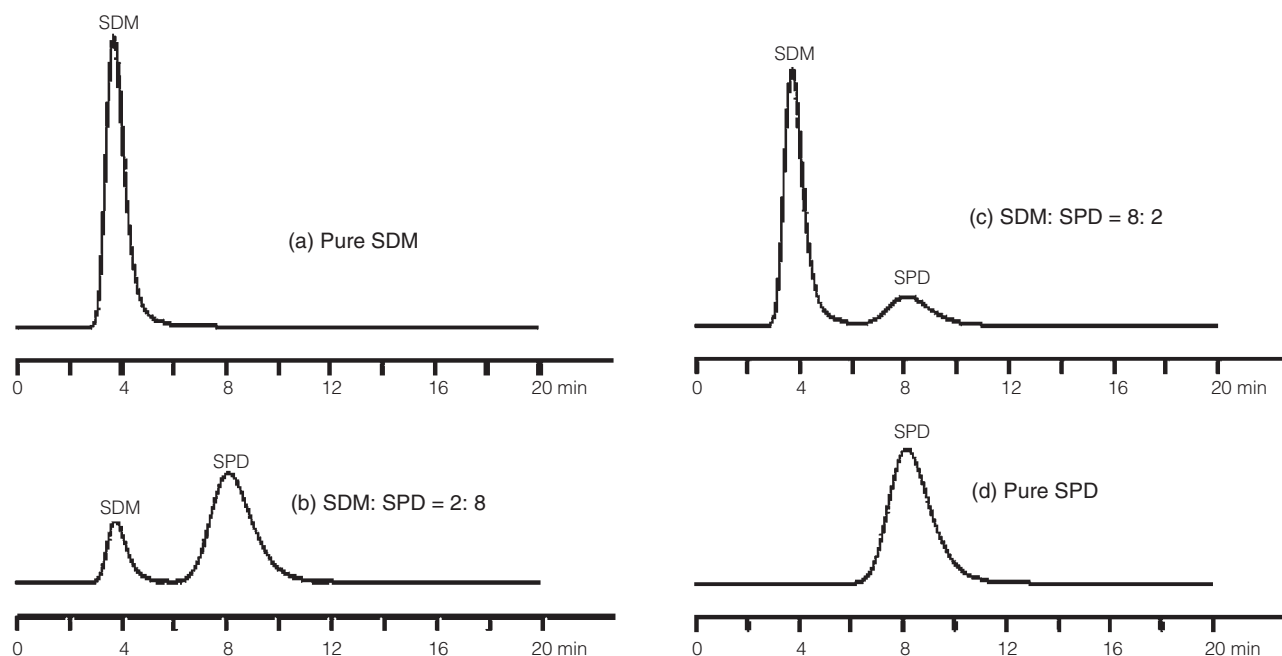 SDM
(a) Pure SDM
0 4 8 12 16 20 min
SDM
SPD
(b) SDM: SPD = 2: 8
0 4 8 12 16 20 min
SDM
(c) SDM: SPD = 8: 2
SPD
0 4 8 12 16 20 min
SPD
(d) Pure SPD
0 4 8 12 16 20 min